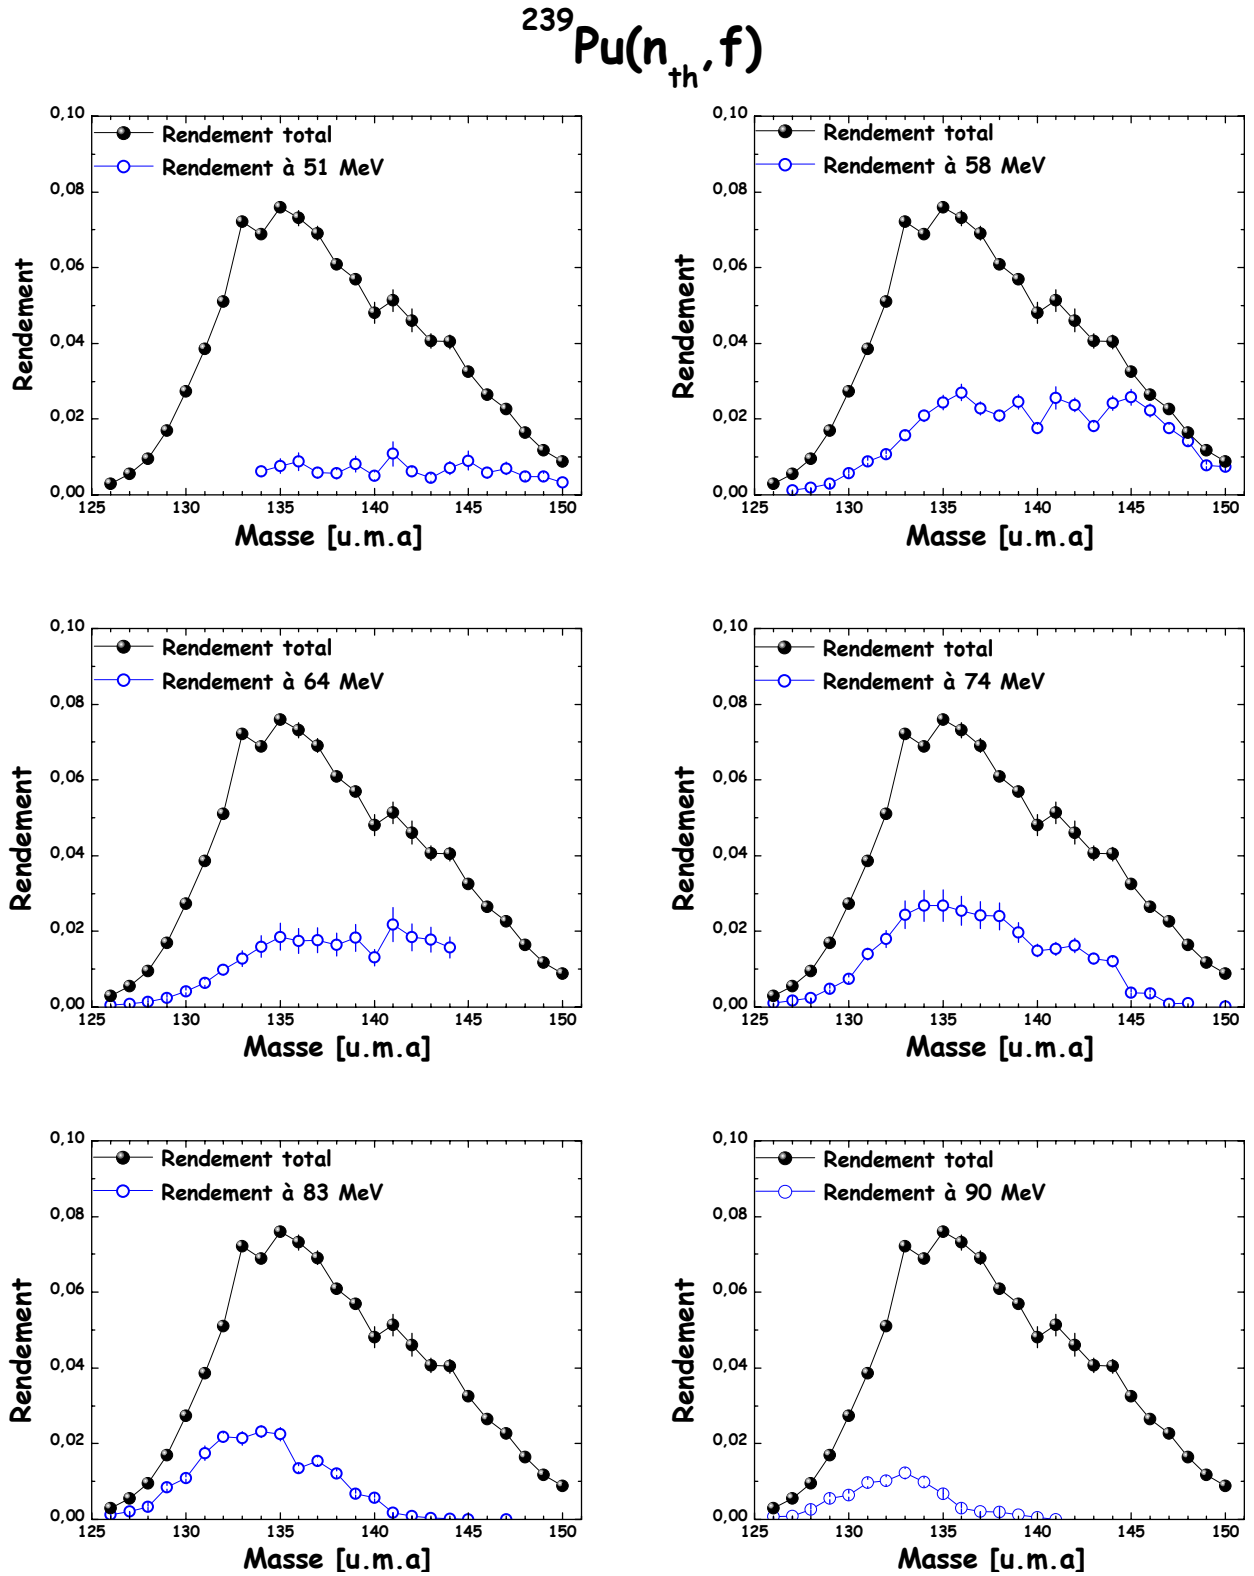 239Pu(nth,f)
Rendement total
Rendement à 51 MeV
0,10
0,08
0,06
0,04
0,02
0,00
125 130 135 140 145 150
Rendement
Masse [u.m.a]
Rendement total
Rendement à 58 MeV
0,10
0,08
0,06
0,04
0,02
0,00
125 130 135 140 145 150
Rendement
Masse [u.m.a]
Rendement total
Rendement à 64 MeV
0,10
0,08
0,06
0,04
0,02
0,00
125 130 135 140 145 150
Rendement
Masse [u.m.a]
Rendement total
Rendement à 74 MeV
0,10
0,08
0,06
0,04
0,02
0,00
125 130 135 140 145 150
Rendement
Masse [u.m.a]
Rendement total
Rendement à 83 MeV
0,10
0,08
0,06
0,04
0,02
0,00
125 130 135 140 145 150
Rendement
Masse [u.m.a]
Rendement total
Rendement à 90 MeV
0,10
0,08
0,06
0,04
0,02
0,00
125 130 135 140 145 150
Rendement
Masse [u.m.a]